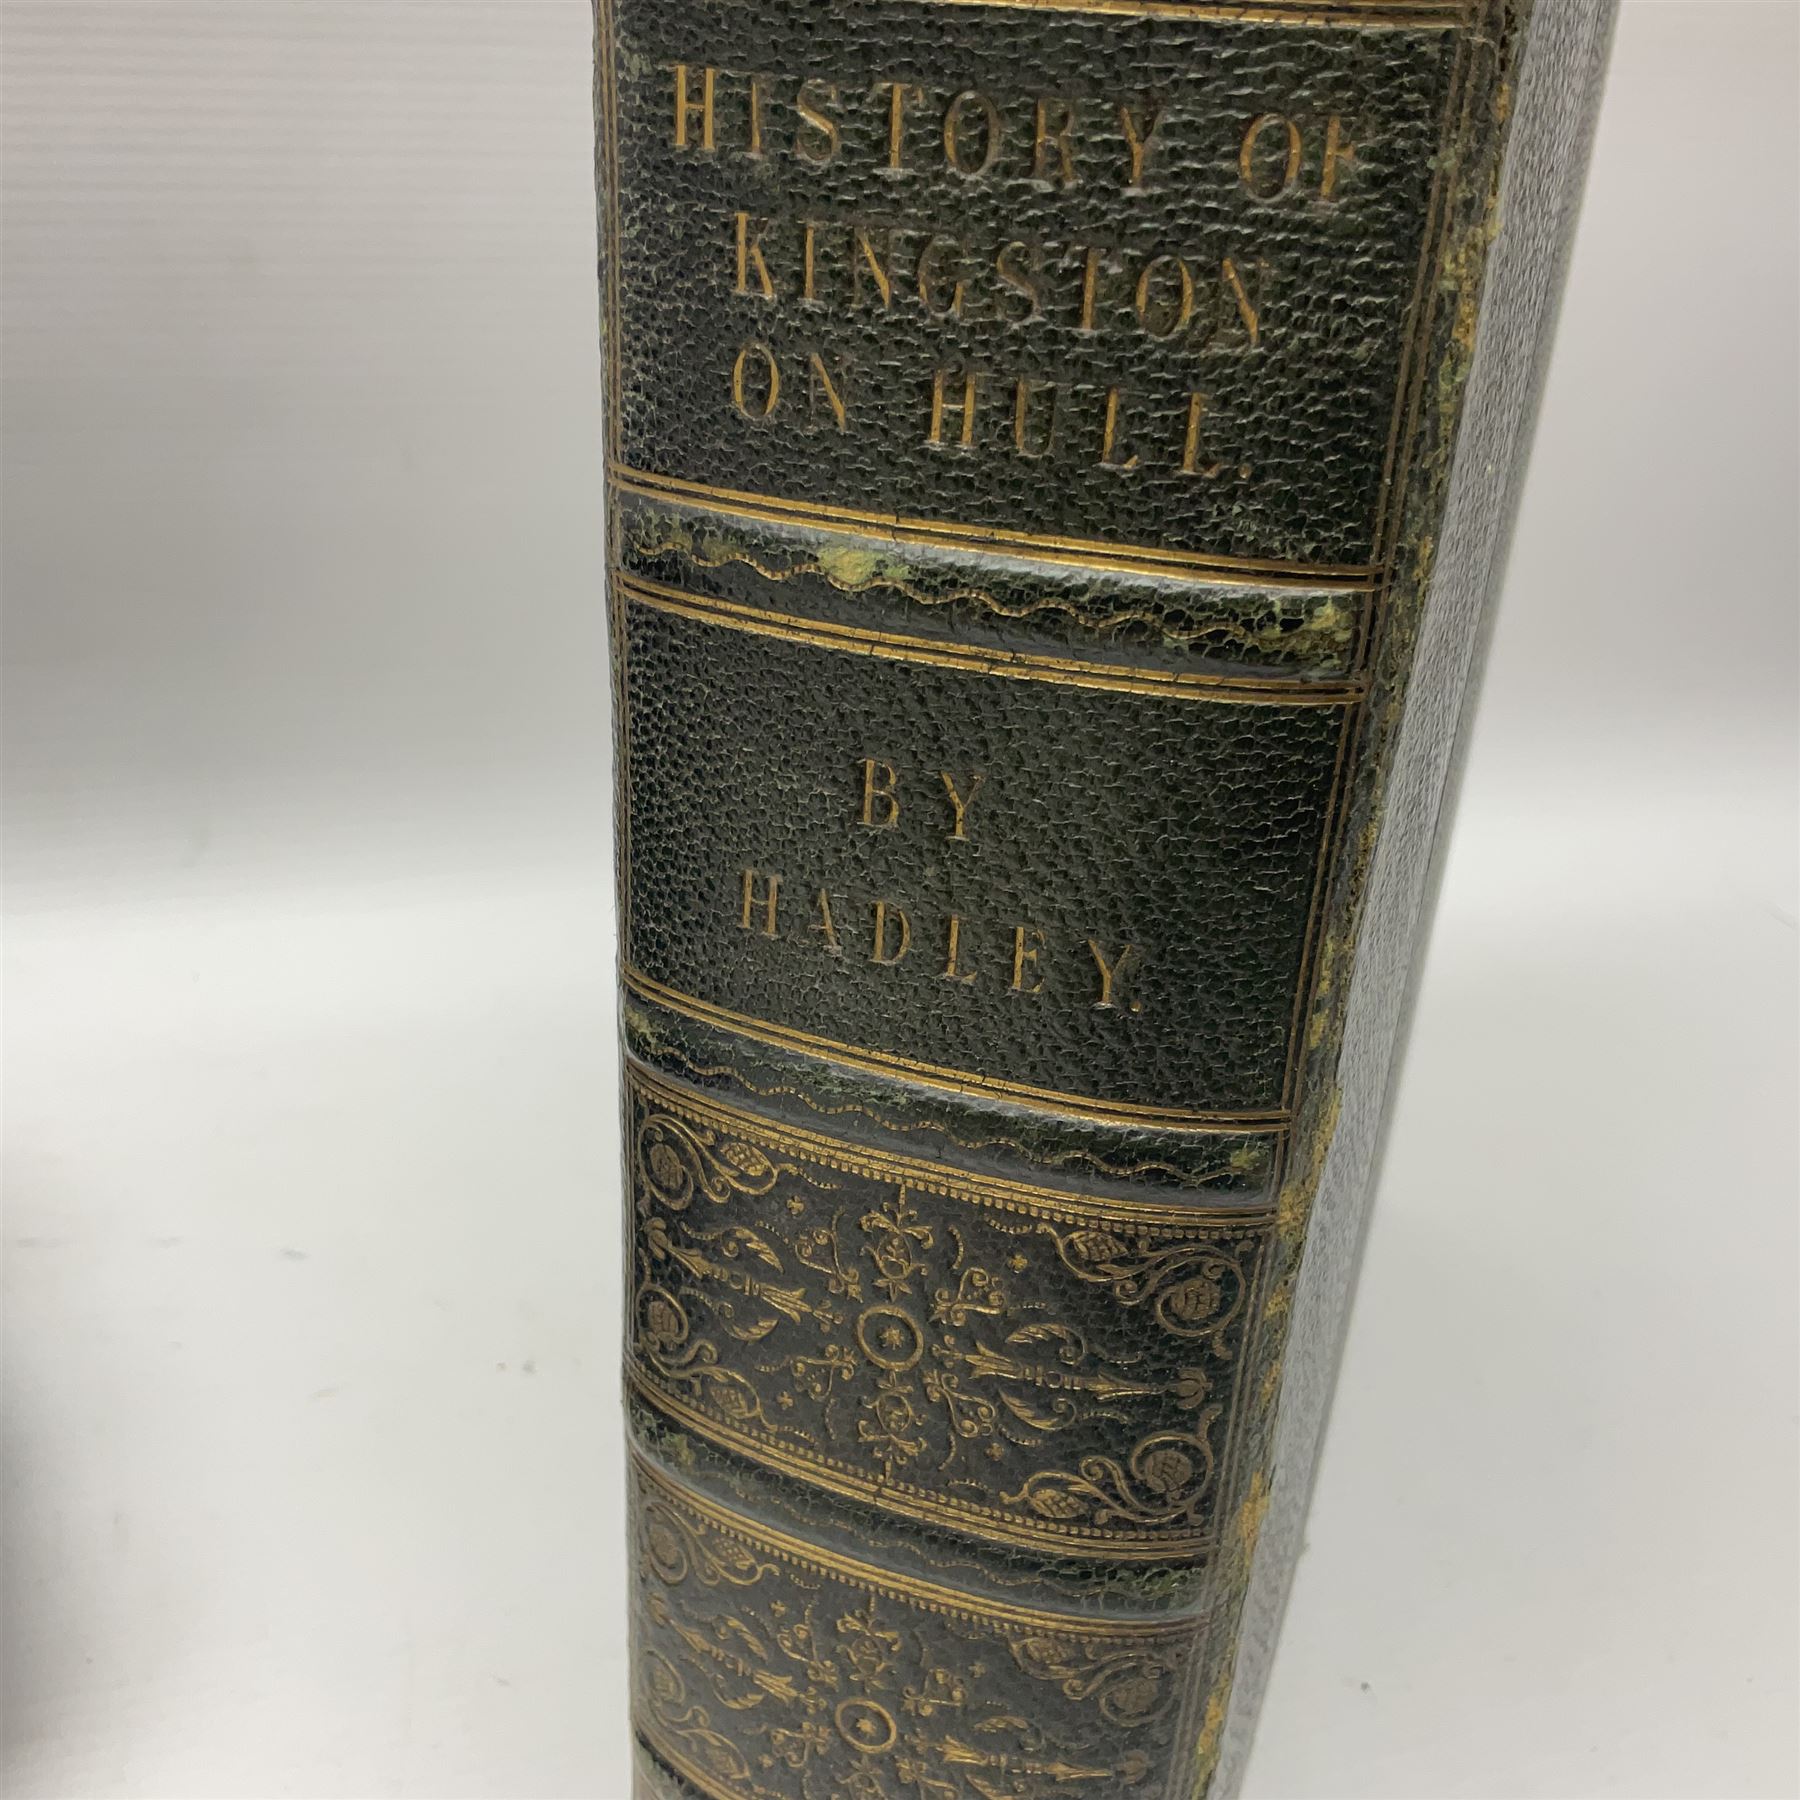 HISTORY OF
KINGSTON
ON HULL.
BY
HADLEY.